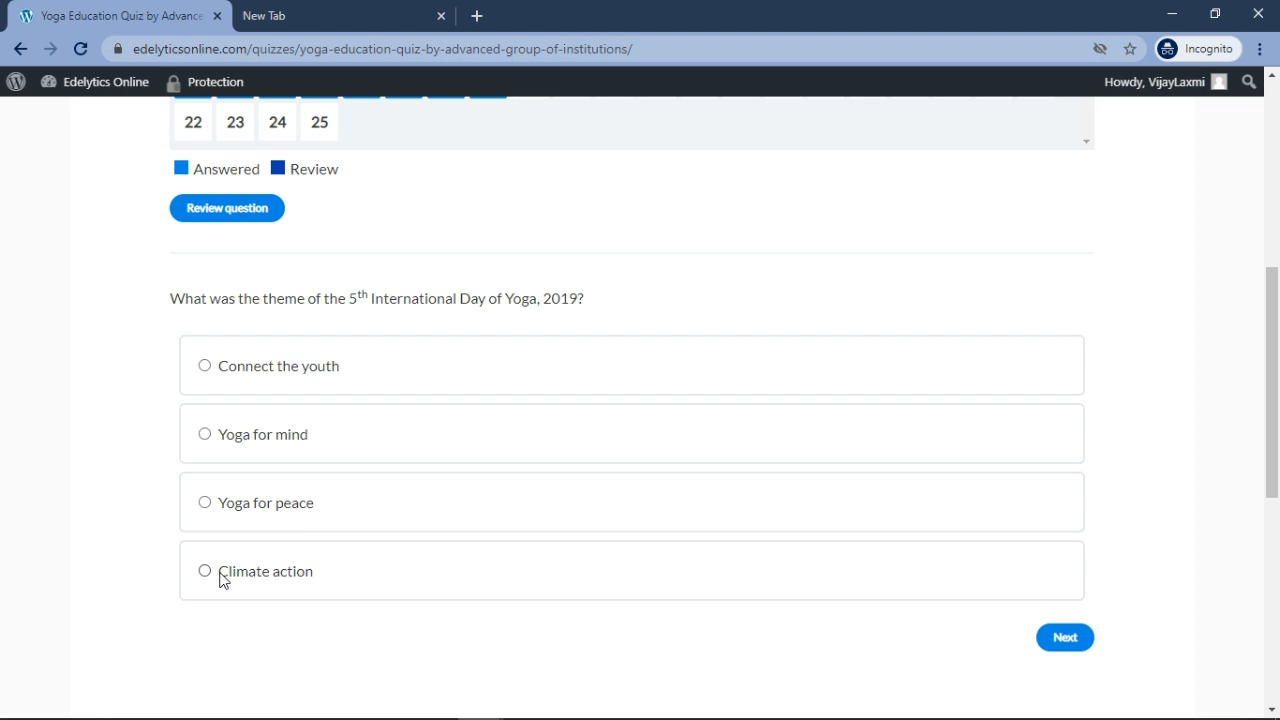 Yoga Education Quiz by Advance
New Tab
edelyticsonline.com/quizzes/yoga-education-quiz-by-advanced-group-of-institutions/
Incognito
Edelytics Online
Protection
Howdy, VijayLaxmi
22 23 24 25
Answered Review
Review question
What was the theme of the 5th International Day of Yoga, 2019?
Connect the youth
Yoga for mind
Yoga for peace
Climate action
Next